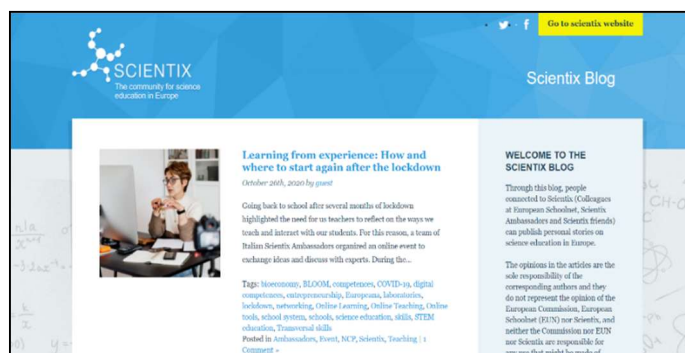 Go to scientix website
SCIENTIX
The community for science
education in Europe
Scientix Blog
Learning from experience: How and
where to start again after the lockdown
October 26th, 2020 by guest
Going back to school after several months of lockdown
highlighted the need for us teachers to reflect on the ways we
teach and interact with our students. For this reason, a team of
Italian Scientix Ambassadors organized an online event to
exchange ideas and discuss with experts. During the...
Tags: bioeconomy, BLOOM, competences, COVID-19, digital
competences, entrepreneurship, Europeana, laboratories,
lockdown, networking, Online Learning, Online Teaching, Online
tools, school system, schools, science education, skills, STEM
education, Transversal skills
Posted in Ambassadors, Event, NCP, Scientix, Teaching | 1
Comment »
WELCOME TO THE
SCIENTIX BLOG
Through this blog, people
connected to Scientix (Colleagues
at European Schoolnet, Scientix
Ambassadors and Scientix friends)
can publish personal stories on
science education in Europe.
The opinions in the articles are the
sole responsibility of the
corresponding authors and they
do not represent the opinion of the
European Commission, European
Schoolnet (EUN) nor Scientix, and
neither the Commission nor EUN
nor Scientix are responsible for
any use that might be made of